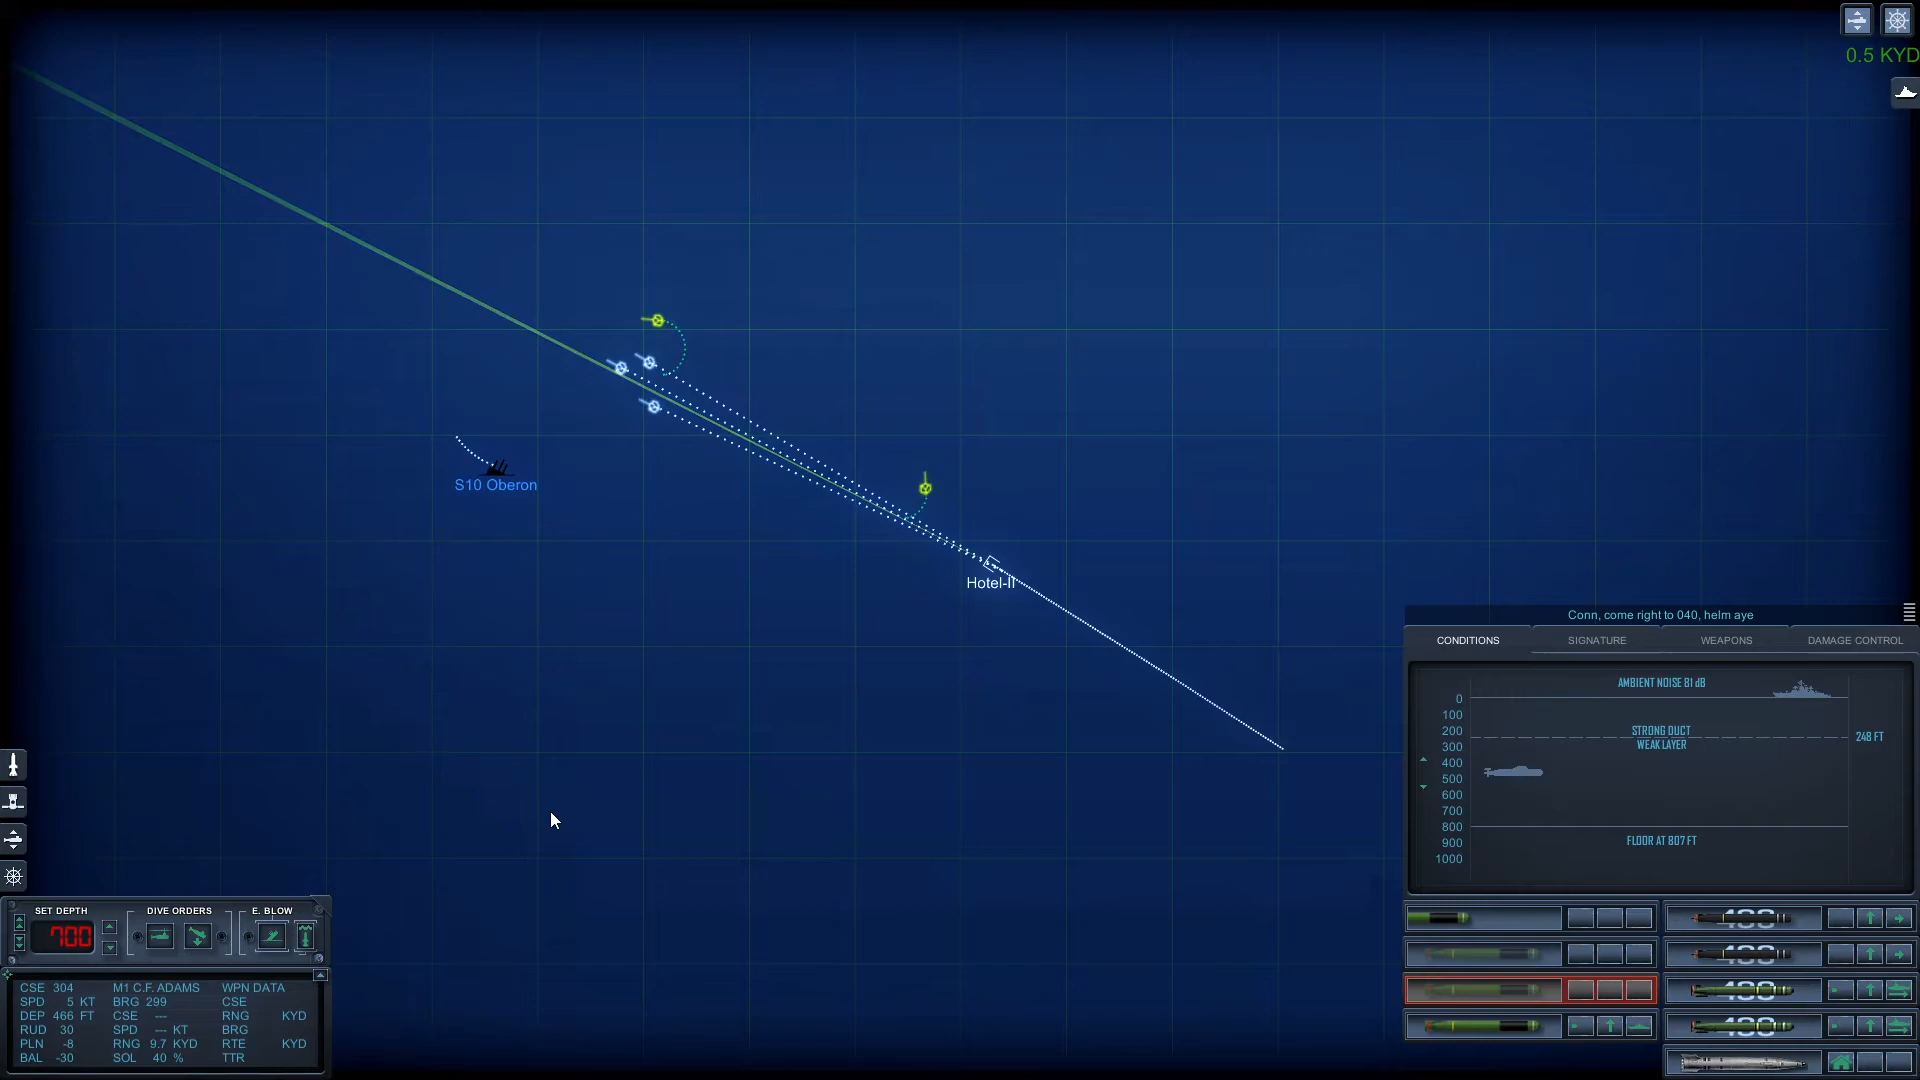 0.5 KYD
S10 Oberon
Hotel-II
Conn, come right to 040, helm aye
CONDITIONS SIGNATURE WEAPONS DAMAGE CONTROL
AMBIENT NOISE 81 dB
0
100
200
300
400
500
600
700
800
900
1000
STRONG DUCT
WEAK LAYER
248 FT
FLOOR AT 807 FT
SET DEPTH DIVE ORDERS E. BLOW
700
CSE 304 M1 C.F. ADAMS WPN DATA
SPD 5 KT BRG 299 CSE
DEP 466 FT CSE --- RNG KYD
RUD 30 SPD --- KT BRG
PLN -8 RNG 9.7 KYD RTE KYD
BAL -30 SOL 40 % TTR